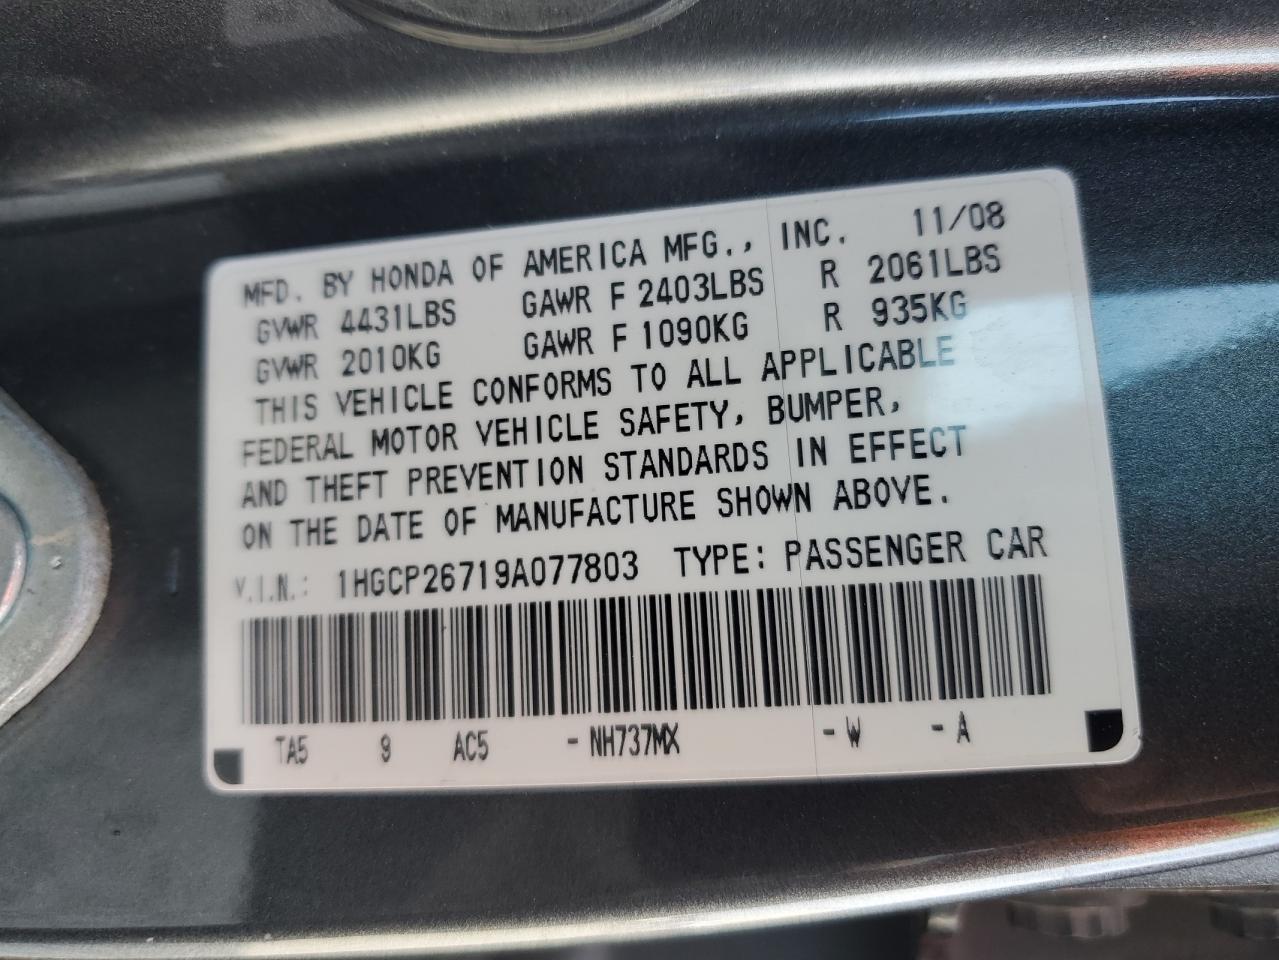 MFD. BY HONDA OF AMERICA MFG., INC. 11/08
GVWR 4431LBS GAWR F 2403LBS R 2061LBS
GVWR 2010KG GAWR F 1090KG R 935KG
THIS VEHICLE CONFORMS TO ALL APPLICABLE
FEDERAL MOTOR VEHICLE SAFETY, BUMPER,
AND THEFT PREVENTION STANDARDS IN EFFECT
ON THE DATE OF MANUFACTURE SHOWN ABOVE.
V.I.N.: 1HGCP26719A077803 TYPE: PASSENGER CAR
TA5 9 AC5 -NH737MX -W -A